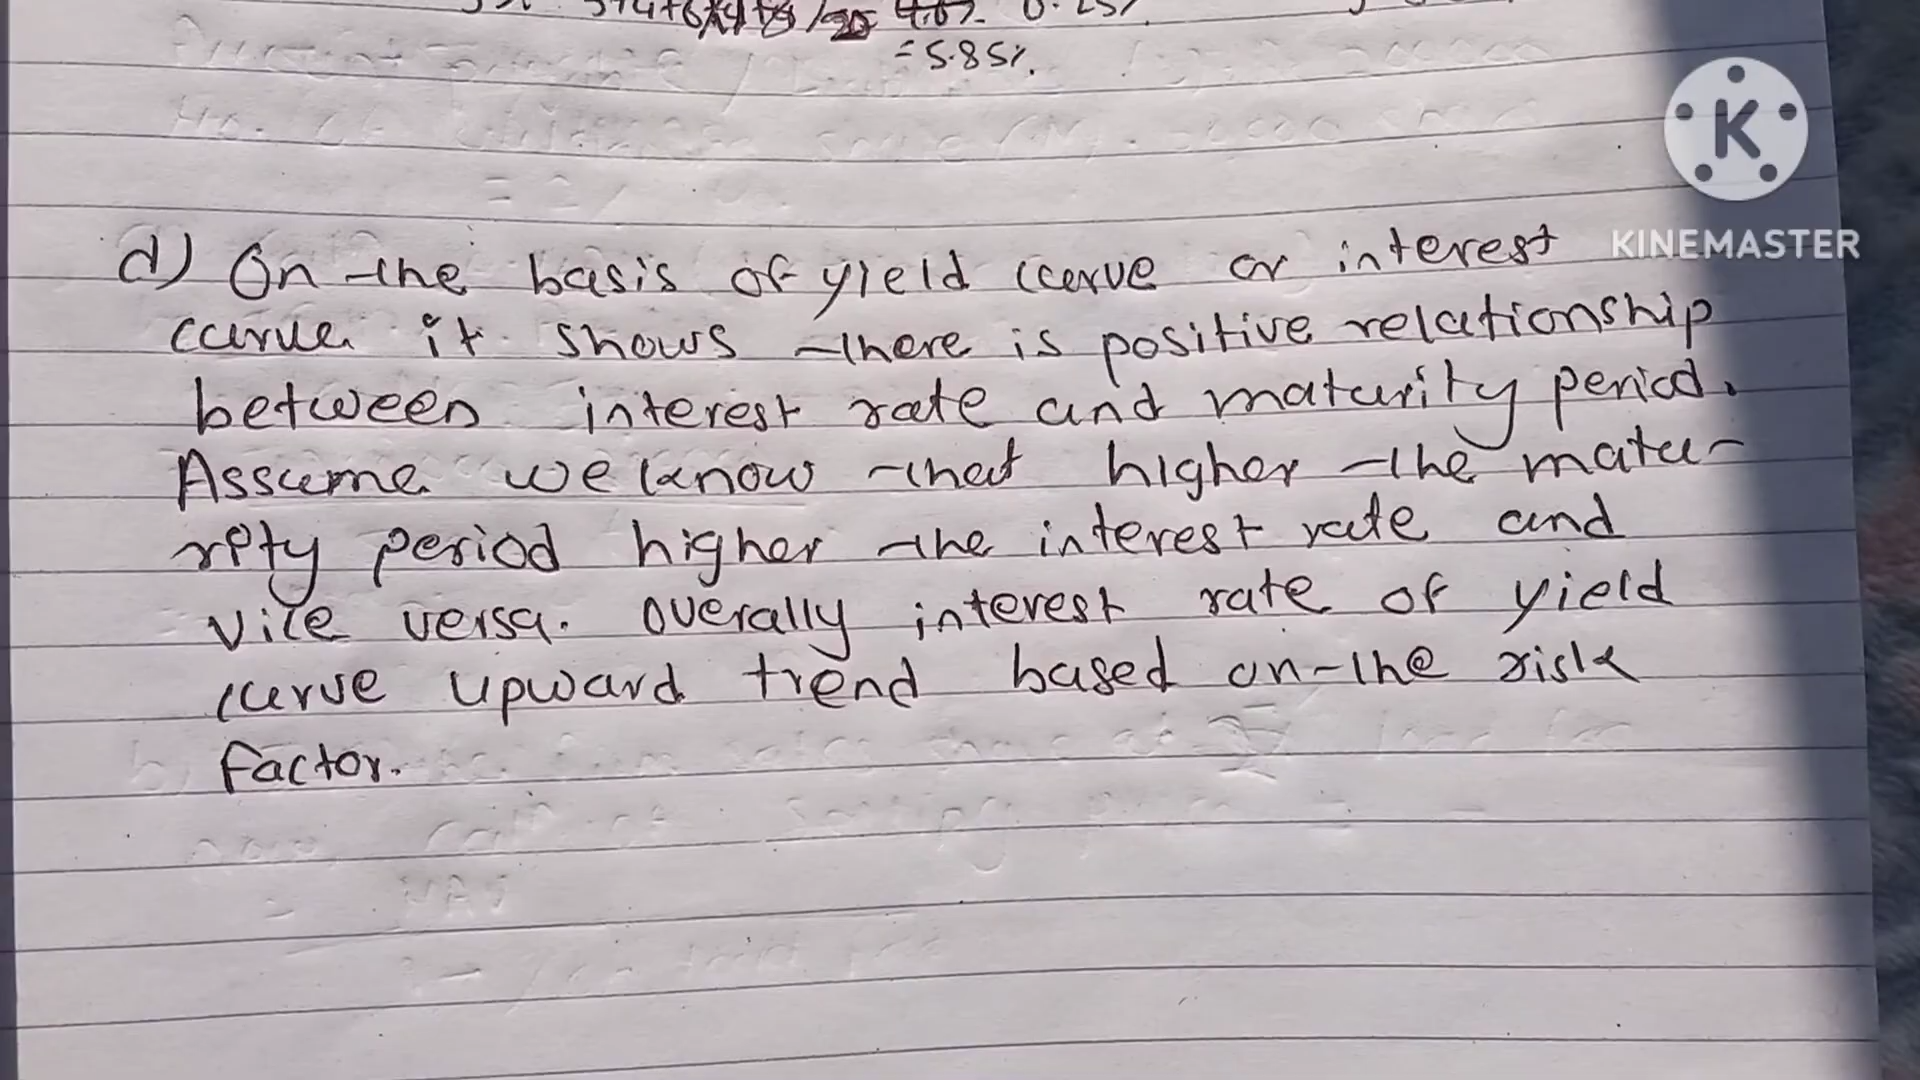 = 5.85%.
K
KINEMASTER
d) On the basis of yield curve or interest
curve it shows there is positive relationship
between interest rate and maturity period.
Assume we know that higher the matu-
rity period higher the interest rate and
vice versa. Overally interest rate of yield
curve upward trend based on the risk
factor.